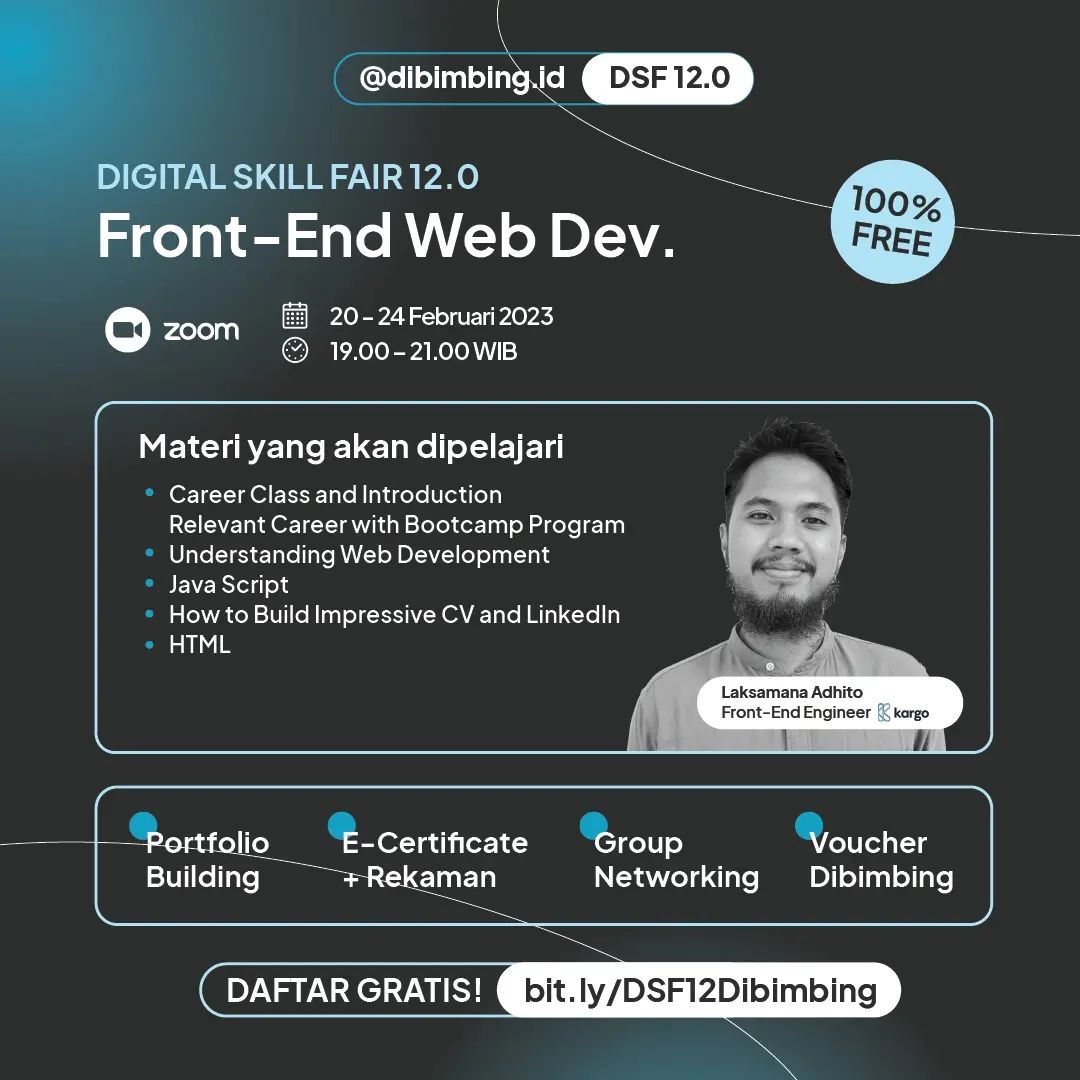 @dibimbing.id DSF 12.0
DIGITAL SKILL FAIR 12.0
Front-End Web Dev.
100%
FREE
zoom
20 - 24 Februari 2023
19.00 - 21.00 WIB
Materi yang akan dipelajari
Career Class and Introduction
Relevant Career with Bootcamp Program
Understanding Web Development
Java Script
How to Build Impressive CV and LinkedIn
HTML
Laksamana Adhito
Front-End Engineer kargo
Portfolio
Building
E-Certificate
+ Rekaman
Group
Networking
Voucher
Dibimbing
DAFTAR GRATIS! bit.ly/DSF12Dibimbing